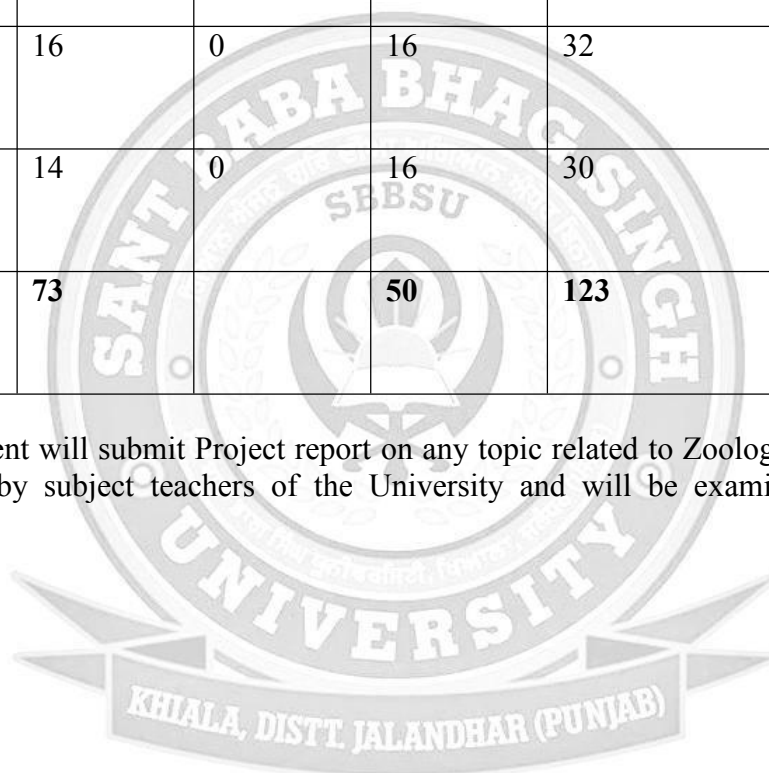 16 0 16 32
14 0 16 30
73 50 123
ent will submit Project report on any topic related to Zoolog
by subject teachers of the University and will be exami
SANT BABA BHAG SINGH
SBBSU
UNIVERSITY
KHIALA, DISTT. JALANDHAR (PUNJAB)